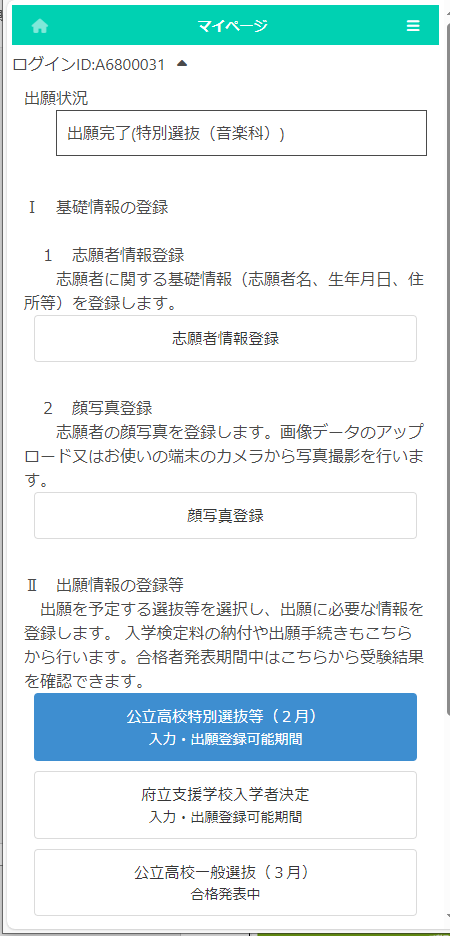 マイページ
ログインID:A6800031
出願状況
出願完了(特別選抜（音楽科）)
Ⅰ　基礎情報の登録
１　志願者情報登録
志願者に関する基礎情報（志願者名、生年月日、住
所等）を登録します。
志願者情報登録
２　顔写真登録
志願者の顔写真を登録します。画像データのアップ
ロード又はお使いの端末のカメラから写真撮影を行いま
す。
顔写真登録
Ⅱ　出願情報の登録等
出願を予定する選抜等を選択し、出願に必要な情報を
登録します。 入学検定料の納付や出願手続きもこちら
から行います。合格者発表期間中はこちらから受験結果
を確認できます。
公立高校特別選抜等（２月）
入力・出願登録可能期間
府立支援学校入学者決定
入力・出願登録可能期間
公立高校一般選抜（３月）
合格発表中